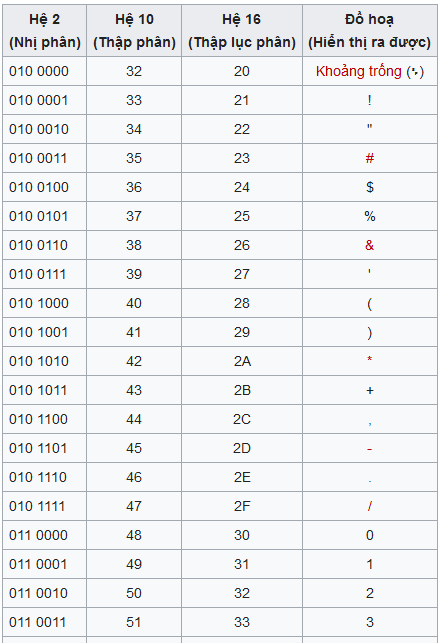 Hệ 2 Hệ 10 Hệ 16 Đồ hoạ
(Nhị phân) (Thập phân) (Thập lục phân) (Hiển thị ra được)
010 0000 32 20 Khoảng trống (␠)
010 0001 33 21 !
010 0010 34 22 "
010 0011 35 23 #
010 0100 36 24 $
010 0101 37 25 %
010 0110 38 26 &
010 0111 39 27 '
010 1000 40 28 (
010 1001 41 29 )
010 1010 42 2A *
010 1011 43 2B +
010 1100 44 2C ,
010 1101 45 2D -
010 1110 46 2E .
010 1111 47 2F /
011 0000 48 30 0
011 0001 49 31 1
011 0010 50 32 2
011 0011 51 33 3